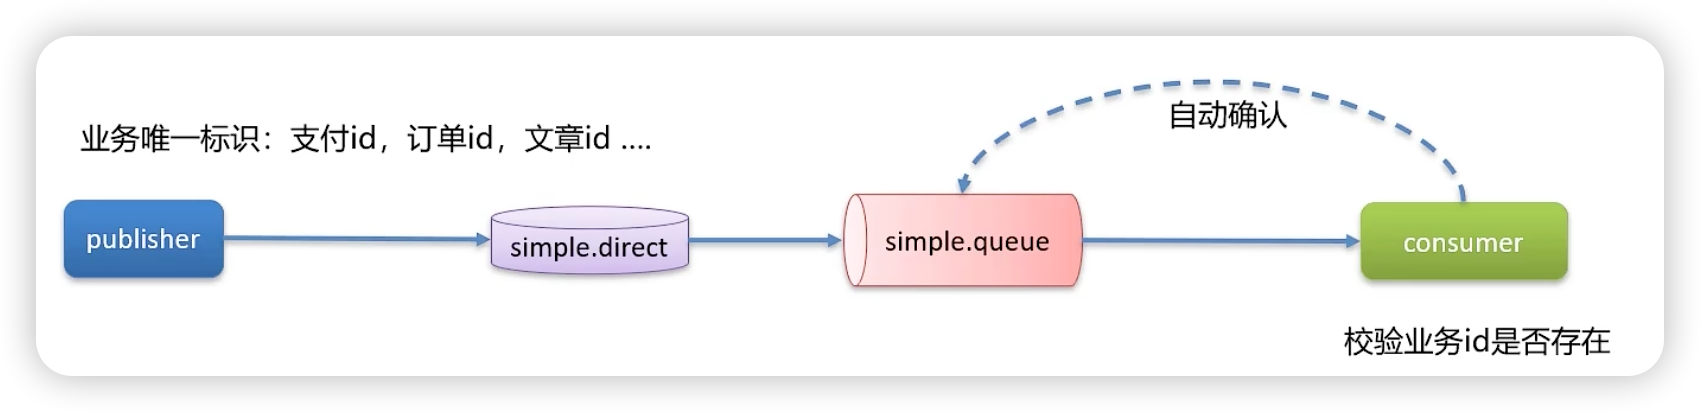 自动确认
业务唯一标识：支付id，订单id，文章id ....
publisher
simple.direct
simple.queue
consumer
校验业务id是否存在